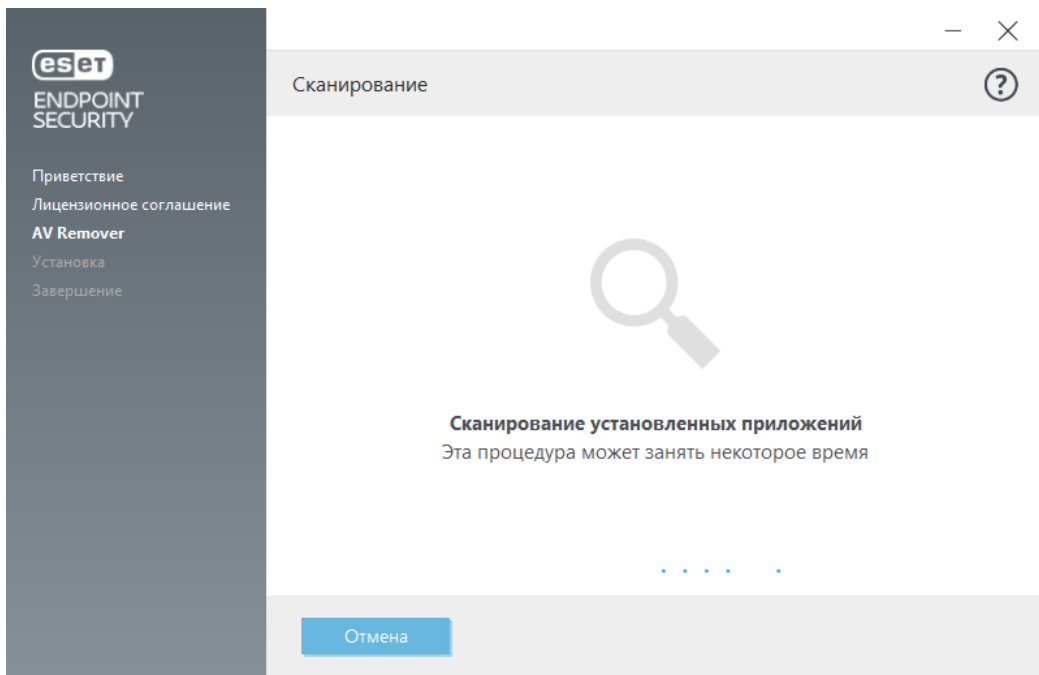 eset
ENDPOINT
SECURITY
Приветствие
Лицензионное соглашение
AV Remover
Установка
Завершение
Сканирование
?
Сканирование установленных приложений
Эта процедура может занять некоторое время
Отмена